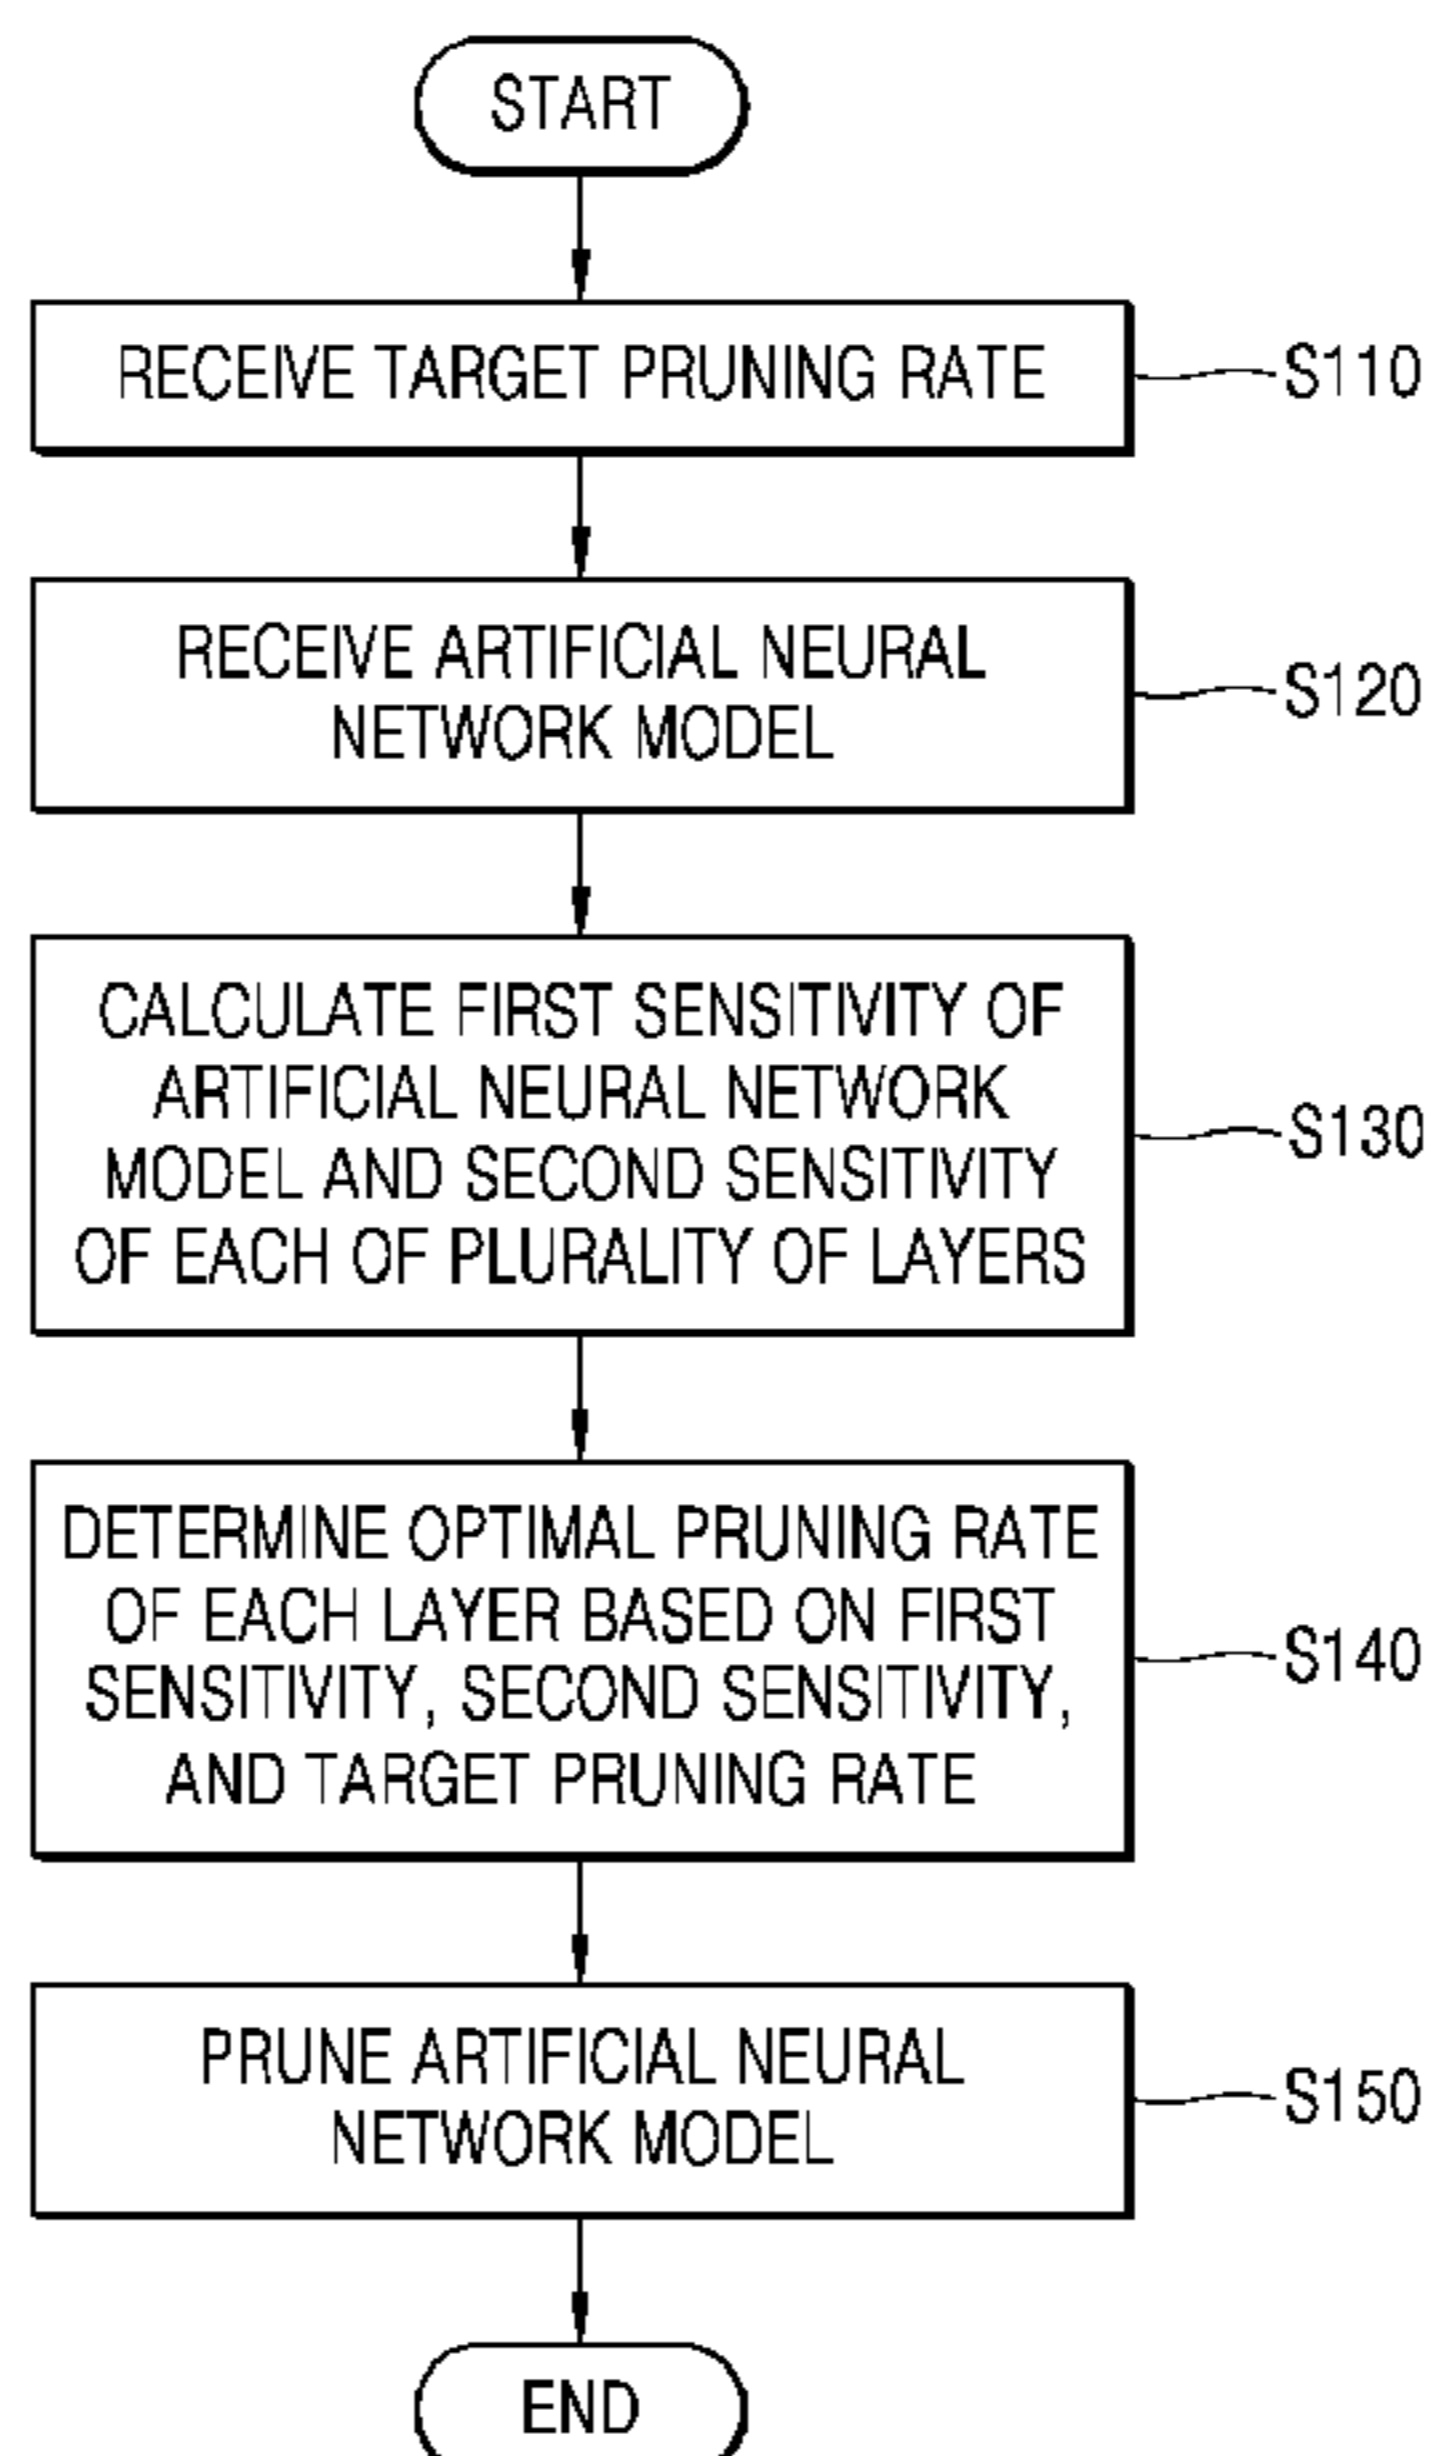 START
RECEIVE TARGET PRUNING RATE
S110
RECEIVE ARTIFICIAL NEURAL
NETWORK MODEL
S120
CALCULATE FIRST SENSITIVITY OF
ARTIFICIAL NEURAL NETWORK
MODEL AND SECOND SENSITIVITY
OF EACH OF PLURALITY OF LAYERS
S130
DETERMINE OPTIMAL PRUNING RATE
OF EACH LAYER BASED ON FIRST
SENSITIVITY, SECOND SENSITIVITY,
AND TARGET PRUNING RATE
S140
PRUNE ARTIFICIAL NEURAL
NETWORK MODEL
S150
END